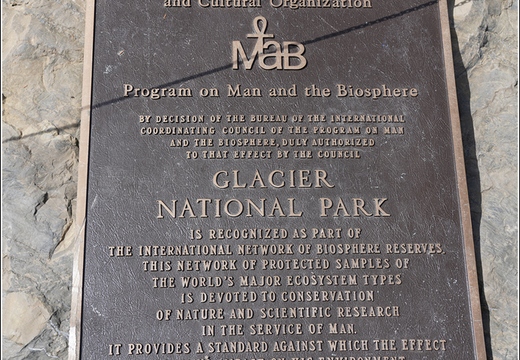 and Cultural Organization
MaB
Program on Man and the Biosphere
BY DECISION OF THE BUREAU OF THE INTERNATIONAL
COORDINATING COUNCIL OF THE PROGRAM ON MAN
AND THE BIOSPHERE, DULY AUTHORIZED
TO THAT EFFECT BY THE COUNCIL
GLACIER
NATIONAL PARK
IS RECOGNIZED AS PART OF
THE INTERNATIONAL NETWORK OF BIOSPHERE RESERVES.
THIS NETWORK OF PROTECTED SAMPLES OF
THE WORLD'S MAJOR ECOSYSTEM TYPES
IS DEVOTED TO CONSERVATION
OF NATURE AND SCIENTIFIC RESEARCH
IN THE SERVICE OF MAN.
IT PROVIDES A STANDARD AGAINST WHICH THE EFFECT
IMPACT ON HIS ENVIRONMENT